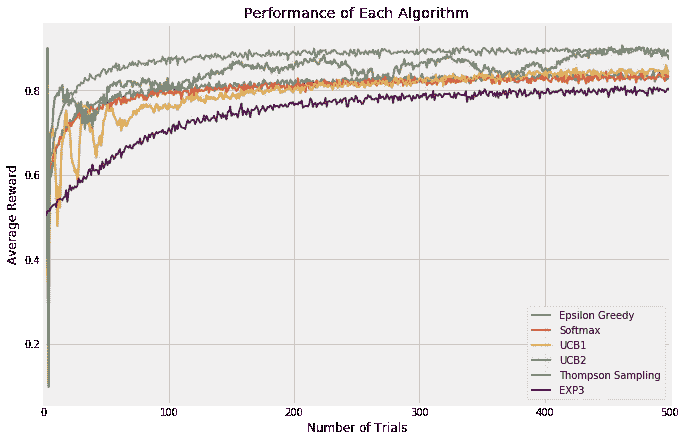 Performance of Each Algorithm
Average Reward
0.8
0.6
0.4
0.2
Epsilon Greedy
Softmax
UCB1
UCB2
Thompson Sampling
EXP3
0 100 200 300 400 500
Number of Trials